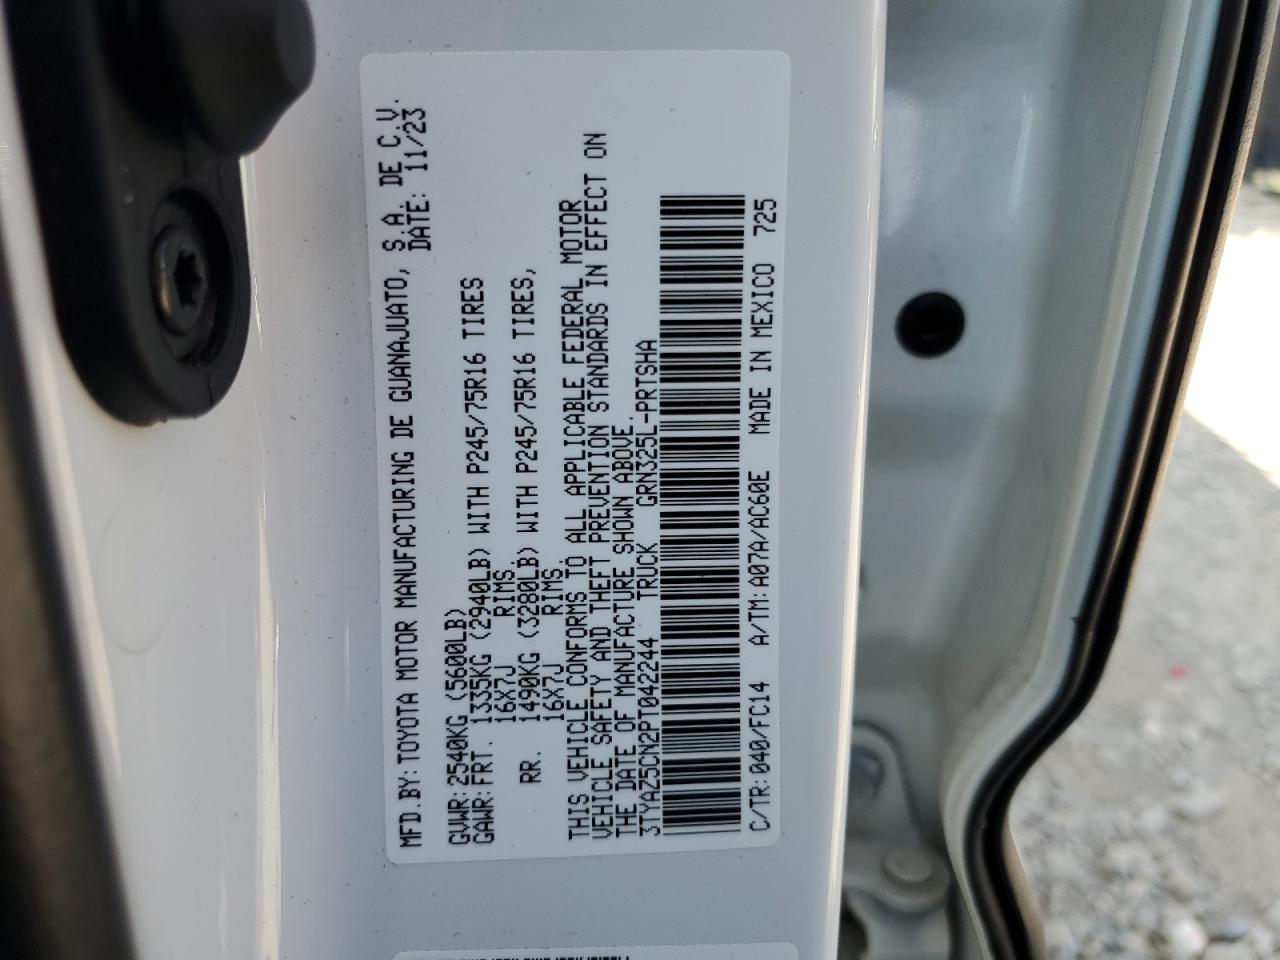 MFD.BY:TOYOTA MOTOR MANUFACTURING DE GUANAJUATO, S.A. DE C.V.
DATE: 11/23
GVWR:2540KG (5600LB)
GAWR:FRT. 1335KG (2940LB) WITH P245/75R16 TIRES
16X7J RIMS.
RR. 1490KG (3280LB) WITH P245/75R16 TIRES,
16X7J RIMS.
THIS VEHICLE CONFORMS TO ALL APPLICABLE FEDERAL MOTOR
VEHICLE SAFETY AND THEFT PREVENTION STANDARDS IN EFFECT ON
THE DATE OF MANUFACTURE SHOWN ABOVE.
3TYAZ5CN2PT042244 TRUCK GRN325L-PRTSHA
C/TR:040/FC14 A/TM:A07A/AC60E MADE IN MEXICO 725